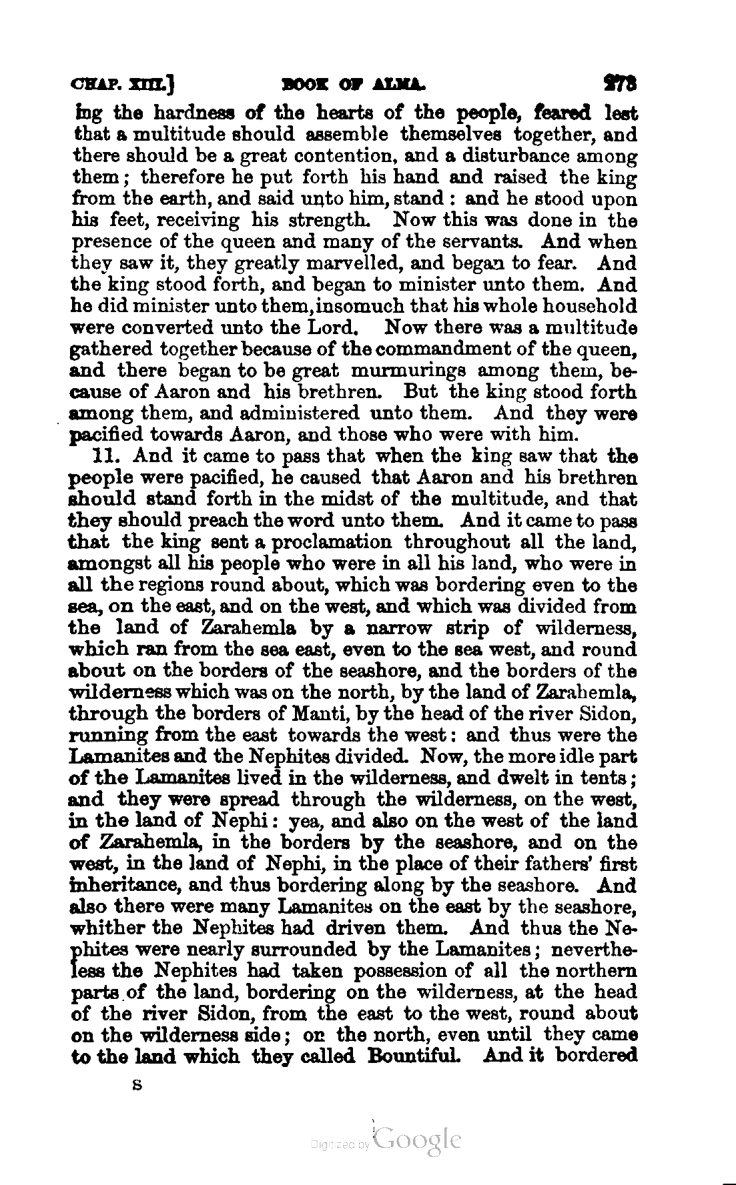 CHAP. XIII.] BOOK OF ALMA. 273
ing the hardness of the hearts of the people, feared lest
that a multitude should assemble themselves together, and
there should be a great contention, and a disturbance among
them; therefore he put forth his hand and raised the king
from the earth, and said unto him, stand: and he stood upon
his feet, receiving his strength. Now this was done in the
presence of the queen and many of the servants. And when
they saw it, they greatly marvelled, and began to fear. And
the king stood forth, and began to minister unto them. And
he did minister unto them, insomuch that his whole household
were converted unto the Lord. Now there was a multitude
gathered together because of the commandment of the queen,
and there began to be great murmurings among them, be-
cause of Aaron and his brethren. But the king stood forth
among them, and administered unto them. And they were
pacified towards Aaron, and those who were with him.
11. And it came to pass that when the king saw that the
people were pacified, he caused that Aaron and his brethren
should stand forth in the midst of the multitude, and that
they should preach the word unto them. And it came to pass
that the king sent a proclamation throughout all the land,
amongst all his people who were in all his land, who were in
all the regions round about, which was bordering even to the
sea, on the east, and on the west, and which was divided from
the land of Zarahemla by a narrow strip of wilderness,
which ran from the sea east, even to the sea west, and round
about on the borders of the seashore, and the borders of the
wilderness which was on the north, by the land of Zarahemla,
through the borders of Manti, by the head of the river Sidon,
running from the east towards the west: and thus were the
Lamanites and the Nephites divided. Now, the more idle part
of the Lamanites lived in the wilderness, and dwelt in tents;
and they were spread through the wilderness, on the west,
in the land of Nephi: yea, and also on the west of the land
of Zarahemla, in the borders by the seashore, and on the
west, in the land of Nephi, in the place of their fathers' first
inheritance, and thus bordering along by the seashore. And
also there were many Lamanites on the east by the seashore,
whither the Nephites had driven them. And thus the Ne-
phites were nearly surrounded by the Lamanites; neverthe-
less the Nephites had taken possession of all the northern
parts of the land, bordering on the wilderness, at the head
of the river Sidon, from the east to the west, round about
on the wilderness side; on the north, even until they came
to the land which they called Bountiful. And it bordered
S
Digitized by Google